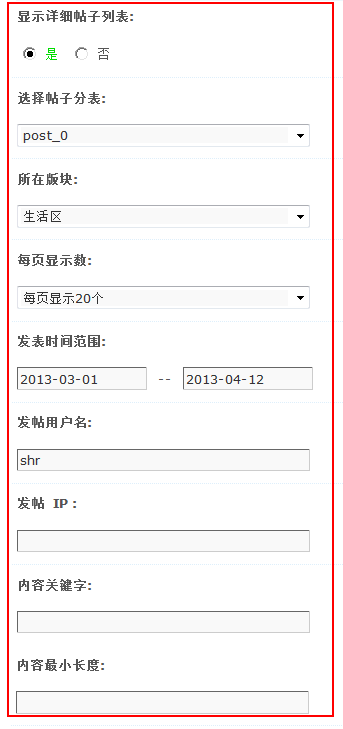 显示详细帖子列表:
是 否
选择帖子分表:
post_0
所在版块:
生活区
每页显示数:
每页显示20个
发表时间范围:
2013-03-01 -- 2013-04-12
发帖用户名:
shr
发帖 IP :
内容关键字:
内容最小长度: